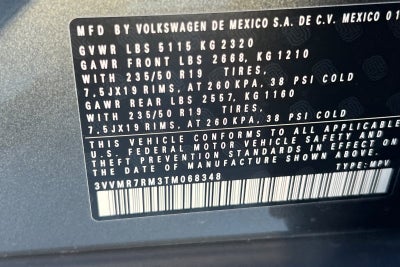 MFD BY VOLKSWAGEN DE MEXICO S.A. DE C.V. MEXICO 01
GVWR LBS 5115 KG 2320
GAWR FRONT LBS 2668, KG 1210
WITH 235/50 R19 TIRES,
7.5JX19 RIMS, AT 260 KPA, 38 PSI COLD
GAWR REAR LBS 2557, KG 1160
WITH 235/50 R19 TIRES,
7.5JX19 RIMS, AT 260 KPA, 38 PSI COLD
THIS VEHICLE CONFORMS TO ALL APPLICABLE
U.S. FEDERAL MOTOR VEHICLE SAFETY AND
THEFT PREVENTION STANDARDS IN EFFECT ON
THE DATE OF MANUFACTURE SHOWN ABOVE.
3VVMR7RM3TM068348 TYPE:MPV